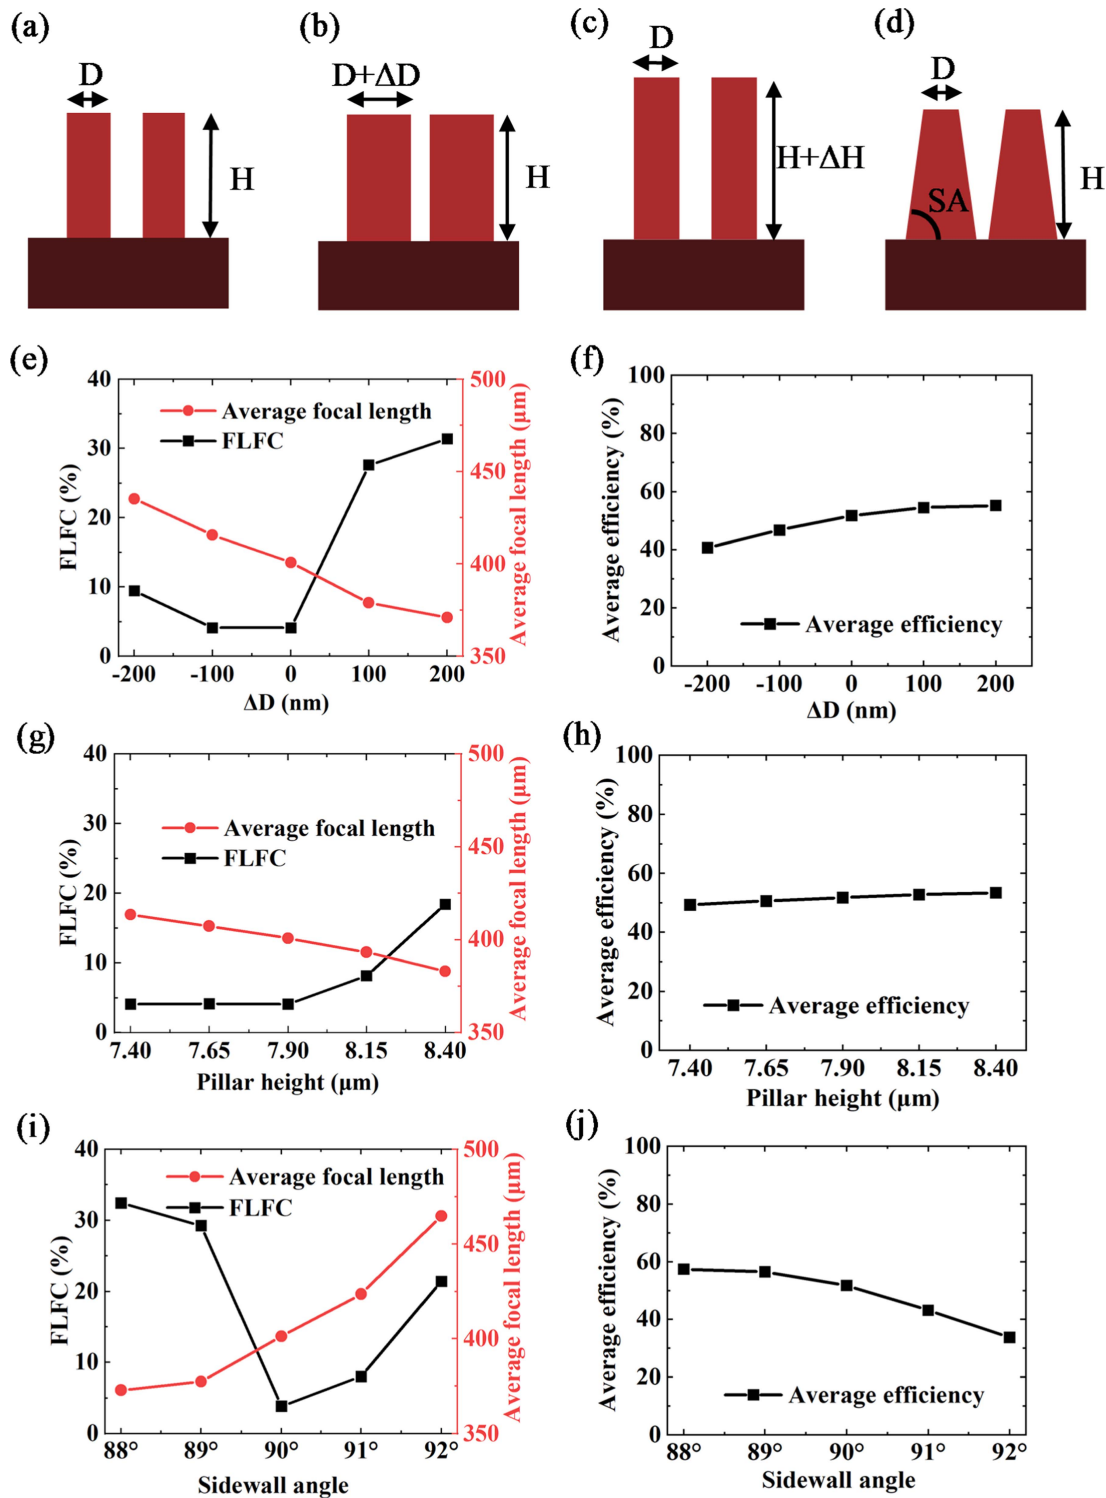 (a)
(b)
(c)
(d)
D
H
D+ΔD
H
D
H+ΔH
D
SA
H
(e)
40
30
20
10
0
FLFC (%)
Average focal length
FLFC
500
450
400
350
Average focal length (μm)
-200 -100 0 100 200
ΔD (nm)
(f)
100
80
60
40
20
0
Average efficiency (%)
Average efficiency
-200 -100 0 100 200
ΔD (nm)
(g)
40
30
20
10
0
FLFC (%)
Average focal length
FLFC
500
450
400
350
Average focal length (μm)
7.40 7.65 7.90 8.15 8.40
Pillar height (μm)
(h)
100
80
60
40
20
0
Average efficiency (%)
Average efficiency
7.40 7.65 7.90 8.15 8.40
Pillar height (μm)
(i)
40
30
20
10
0
FLFC (%)
Average focal length
FLFC
500
450
400
350
Average focal length (μm)
88° 89° 90° 91° 92°
Sidewall angle
(j)
100
80
60
40
20
0
Average efficiency (%)
Average efficiency
88° 89° 90° 91° 92°
Sidewall angle